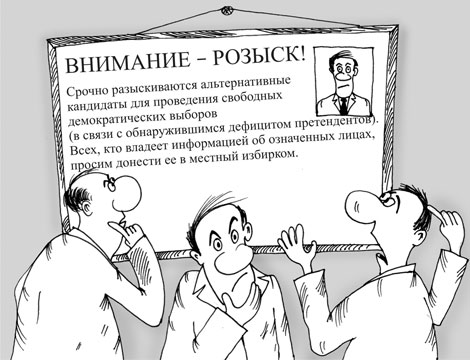 ВНИМАНИЕ – РОЗЫСК!
Срочно разыскиваются альтернативные
кандидаты для проведения свободных
демократических выборов
(в связи с обнаружившимся дефицитом претендентов).
Всех, кто владеет информацией об означенных лицах,
просим донести ее в местный избирком.